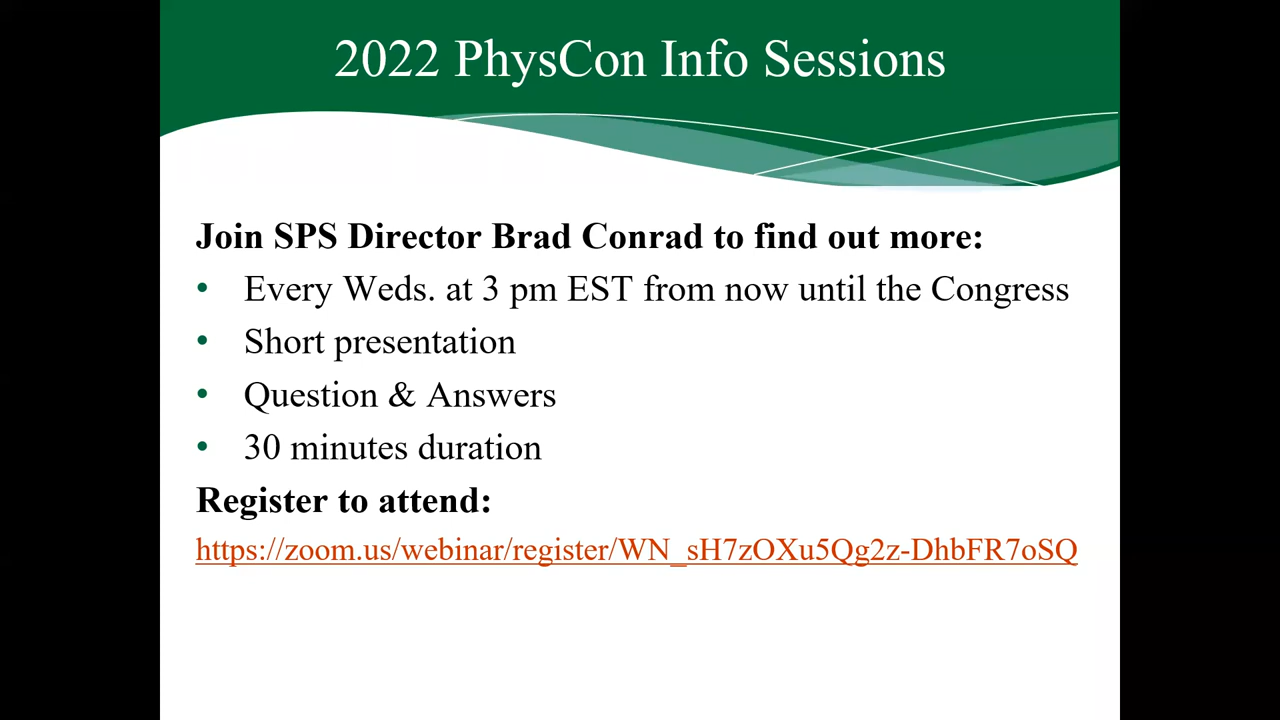 2022 PhysCon Info Sessions
Join SPS Director Brad Conrad to find out more:
• Every Weds. at 3 pm EST from now until the Congress
• Short presentation
• Question & Answers
• 30 minutes duration
Register to attend:
https://zoom.us/webinar/register/WN_sH7zOXu5Qg2z-DhbFR7oSQ